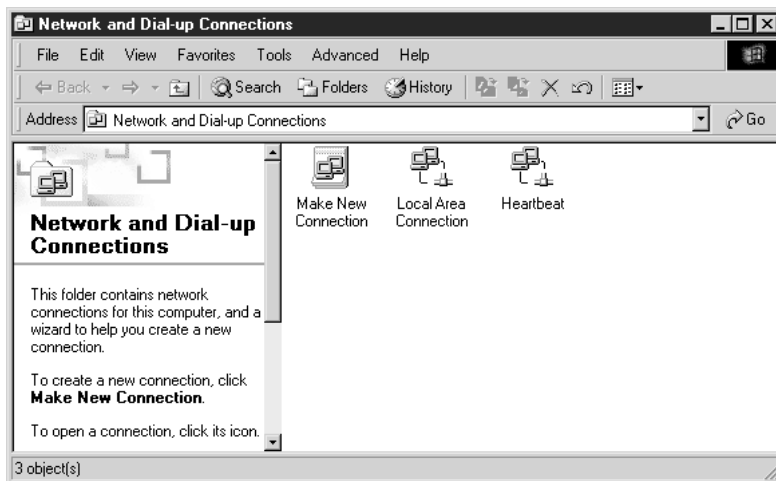 Network and Dial-up Connections
File Edit View Favorites Tools Advanced Help
Back Search Folders History
Address Network and Dial-up Connections Go
Network and Dial-up
Connections
This folder contains network
connections for this computer, and a
wizard to help you create a new
connection.
To create a new connection, click
Make New Connection.
To open a connection, click its icon.
Make New
Connection
Local Area
Connection
Heartbeat
3 object(s)